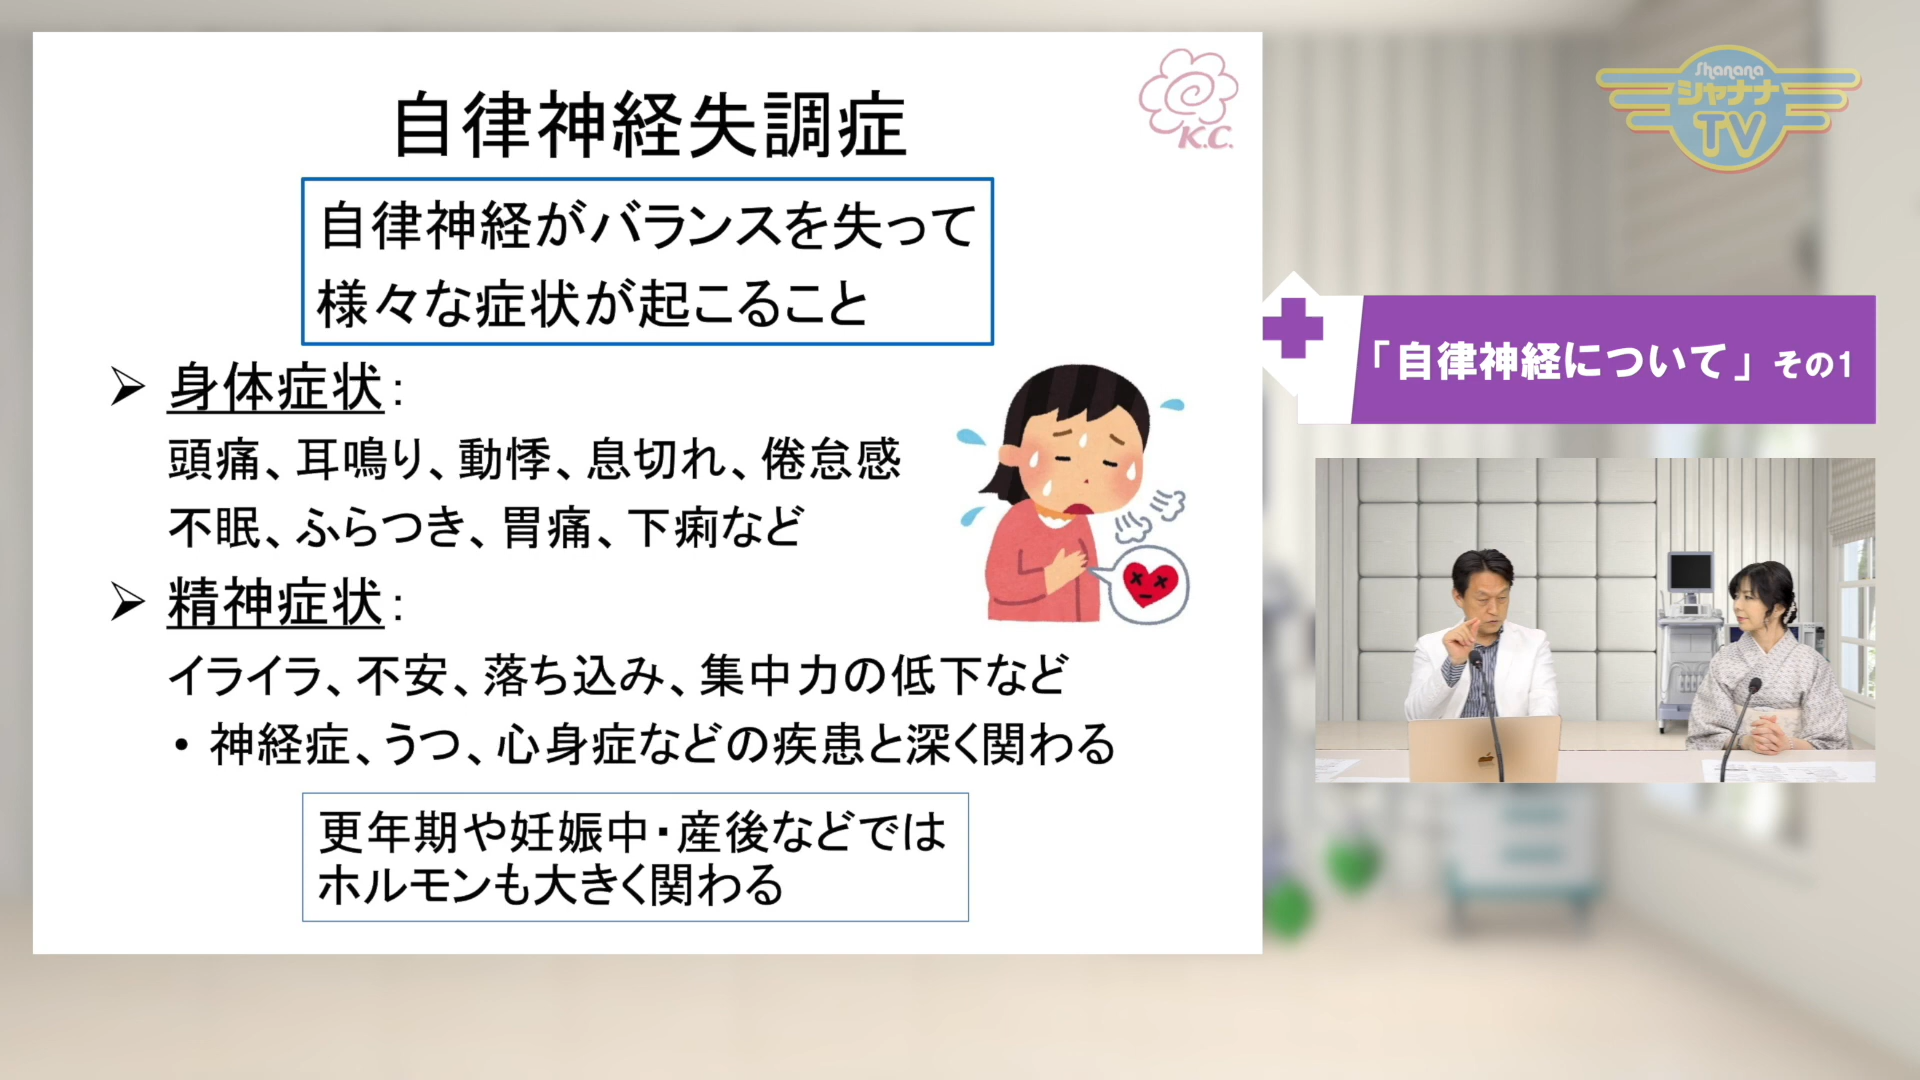 自律神経失調症
K.C.
自律神経がバランスを失って
様々な症状が起こること
➢ 身体症状：
頭痛、耳鳴り、動悸、息切れ、倦怠感
不眠、ふらつき、胃痛、下痢など
➢ 精神症状：
イライラ、不安、落ち込み、集中力の低下など
• 神経症、うつ、心身症などの疾患と深く関わる
更年期や妊娠中・産後などでは
ホルモンも大きく関わる
Shanana
シャナナ
TV
「自律神経について」その1